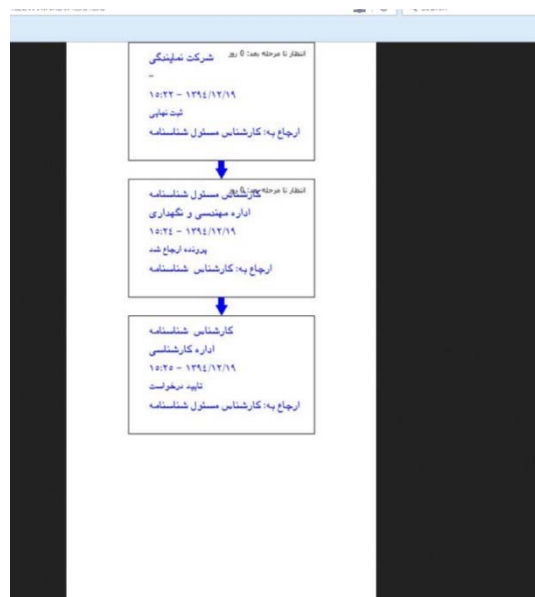 انتظار تا مرحله بعد: 0 روز
شرکت نمایندگی
–
۱۳۹٤/۱۲/۱۹ – ۱۵:۲۲
ثبت نهایی
ارجاع به: کارشناس مسئول شناسنامه
انتظار تا مرحله بعد: 0 روز
کارشناس مسئول شناسنامه
اداره مهندسی و نگهداری
۱۳۹٤/۱۲/۱۹ – ۱۵:۲٤
پرونده ارجاع شد
ارجاع به: کارشناس شناسنامه
کارشناس شناسنامه
اداره کارشناسی
۱۳۹٤/۱۲/۱۹ – ۱۵:۲۵
تایید درخواست
ارجاع به: کارشناس مسئول شناسنامه